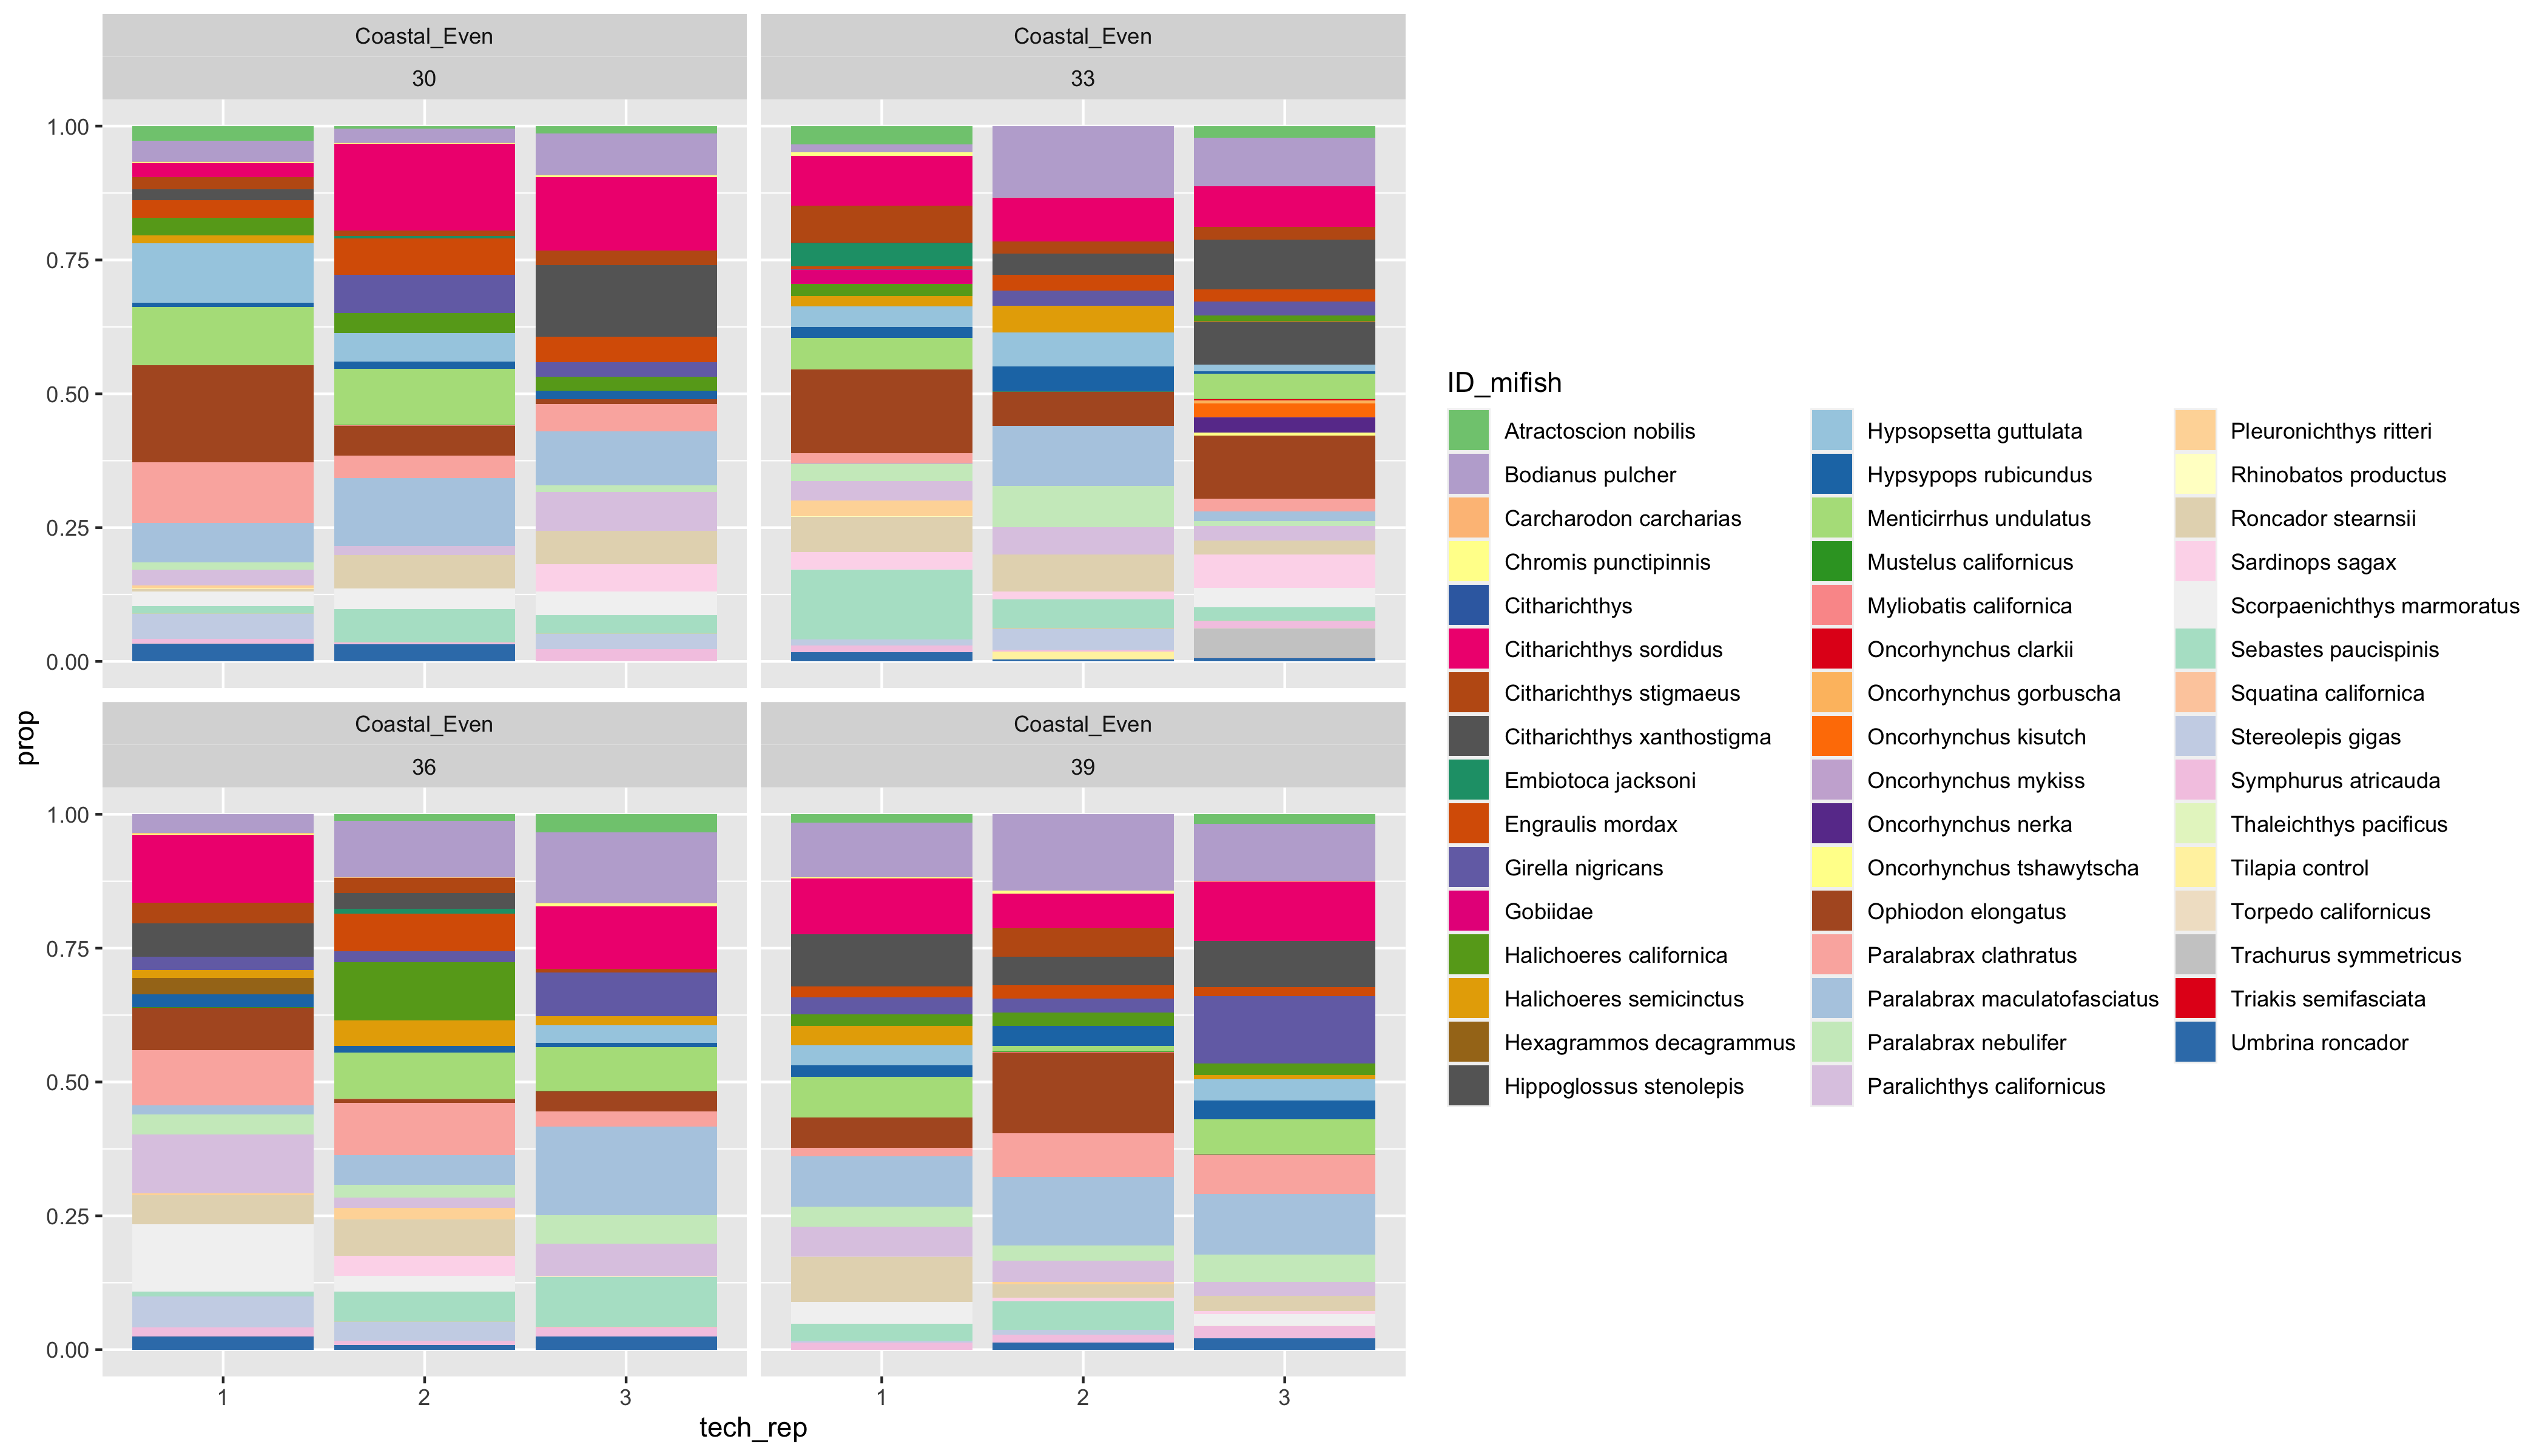 Coastal_Even
30
Coastal_Even
33
1.00
0.75
0.50
0.25
0.00
Coastal_Even
36
Coastal_Even
39
1.00
0.75
0.50
0.25
0.00
prop
1
2
3
1
2
3
tech_rep
ID_mifish
Atractoscion nobilis
Bodianus pulcher
Carcharodon carcharias
Chromis punctipinnis
Citharichthys
Citharichthys sordidus
Citharichthys stigmaeus
Citharichthys xanthostigma
Embiotoca jacksoni
Engraulis mordax
Girella nigricans
Gobiidae
Halichoeres californica
Halichoeres semicinctus
Hexagrammos decagrammus
Hippoglossus stenolepis
Hypsopsetta guttulata
Hypsypops rubicundus
Menticirrhus undulatus
Mustelus californicus
Myliobatis californica
Oncorhynchus clarkii
Oncorhynchus gorbuscha
Oncorhynchus kisutch
Oncorhynchus mykiss
Oncorhynchus nerka
Oncorhynchus tshawytscha
Ophiodon elongatus
Paralabrax clathratus
Paralabrax maculatofasciatus
Paralabrax nebulifer
Paralichthys californicus
Pleuronichthys ritteri
Rhinobatos productus
Roncador stearnsii
Sardinops sagax
Scorpaenichthys marmoratus
Sebastes paucispinis
Squatina californica
Stereolepis gigas
Symphurus atricauda
Thaleichthys pacificus
Tilapia control
Torpedo californicus
Trachurus symmetricus
Triakis semifasciata
Umbrina roncador